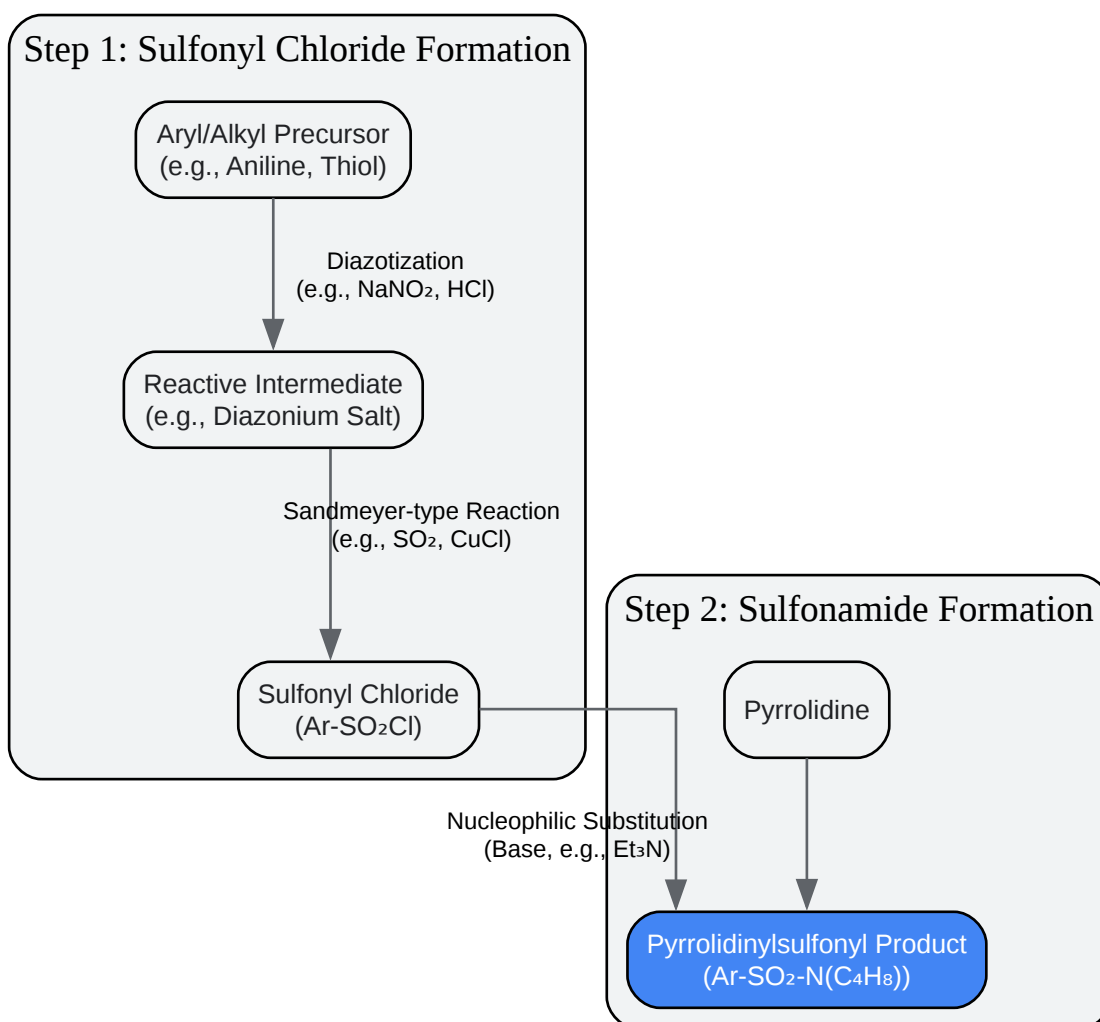 Step 1: Sulfonyl Chloride Formation
Aryl/Alkyl Precursor
(e.g., Aniline, Thiol)
Diazotization
(e.g., NaNO₂, HCl)
Reactive Intermediate
(e.g., Diazonium Salt)
Sandmeyer-type Reaction
(e.g., SO₂, CuCl)
Sulfonyl Chloride
(Ar-SO₂Cl)
Step 2: Sulfonamide Formation
Pyrrolidine
Nucleophilic Substitution
(Base, e.g., Et₃N)
Pyrrolidinylsulfonyl Product
(Ar-SO₂-N(C₄H₈))